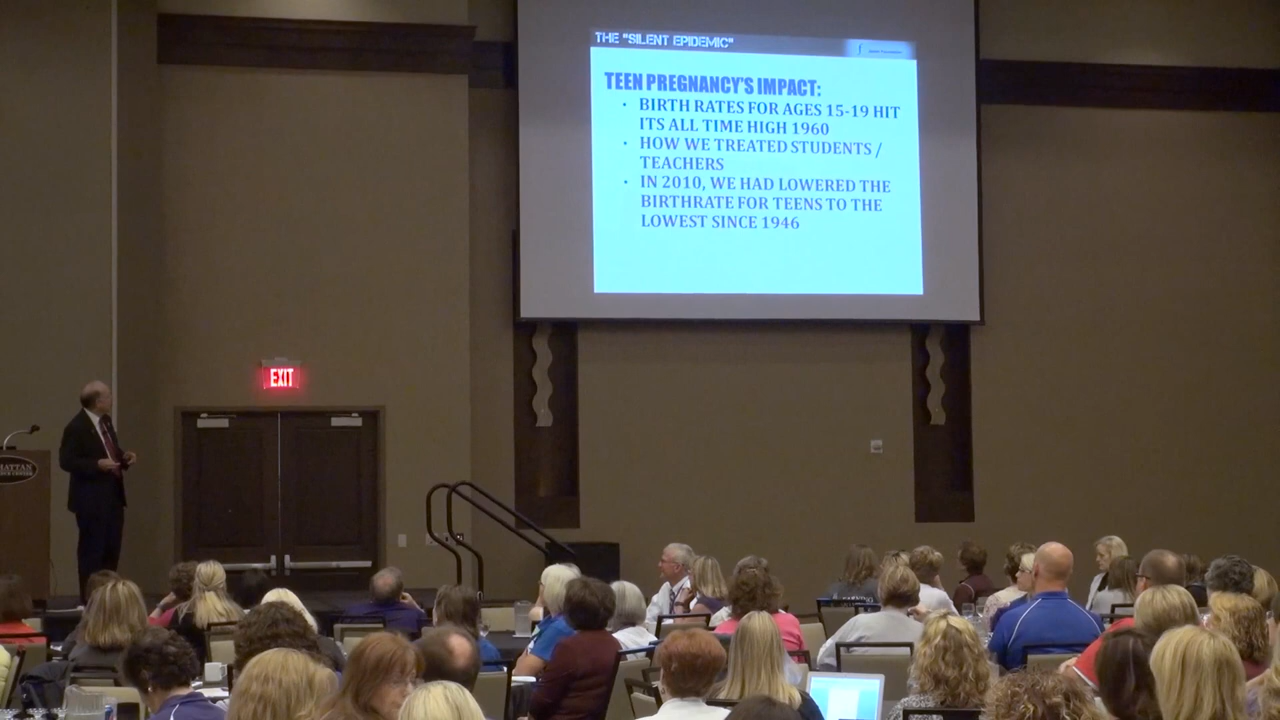 THE "SILENT EPIDEMIC"
TEEN PREGNANCY'S IMPACT:
• BIRTH RATES FOR AGES 15-19 HIT
ITS ALL TIME HIGH 1960
• HOW WE TREATED STUDENTS /
TEACHERS
• IN 2010, WE HAD LOWERED THE
BIRTHRATE FOR TEENS TO THE
LOWEST SINCE 1946
EXIT